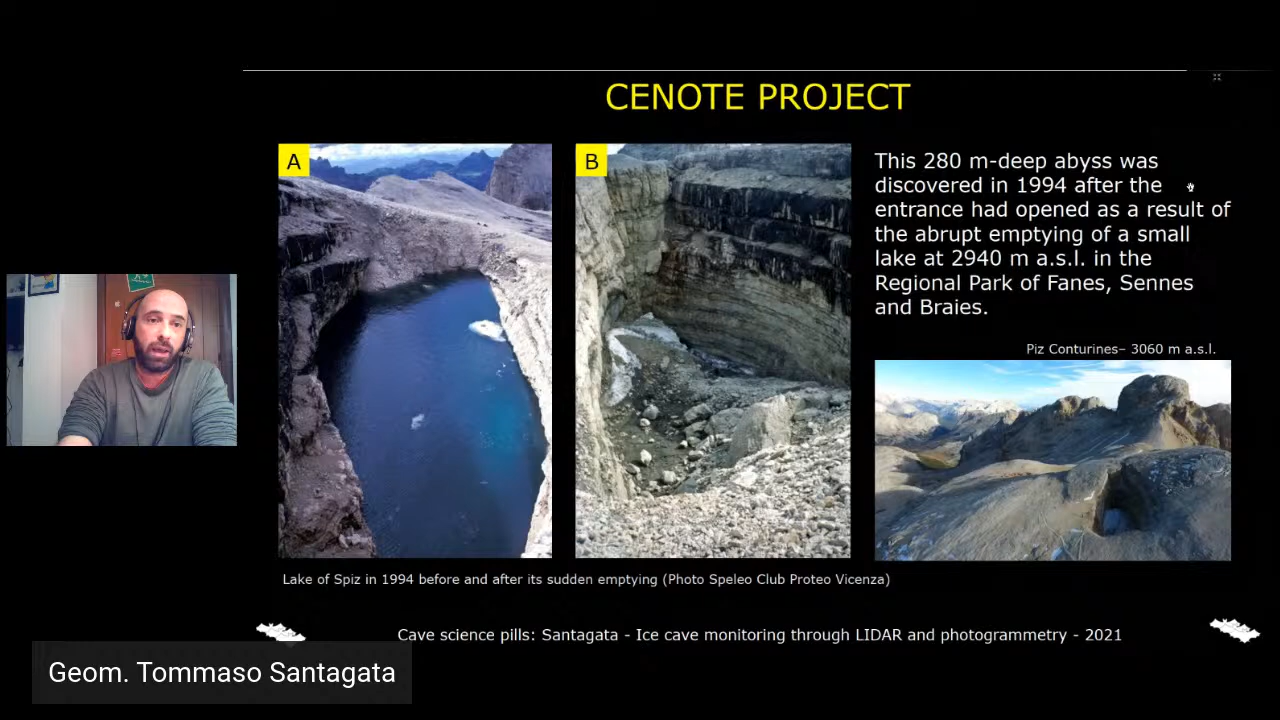 CENOTE PROJECT
A
B
This 280 m-deep abyss was
discovered in 1994 after the
entrance had opened as a result of
the abrupt emptying of a small
lake at 2940 m a.s.l. in the
Regional Park of Fanes, Sennes
and Braies.
Piz Conturines– 3060 m a.s.l.
Lake of Spiz in 1994 before and after its sudden emptying (Photo Speleo Club Proteo Vicenza)
Cave science pills: Santagata - Ice cave monitoring through LIDAR and photogrammetry - 2021
Geom. Tommaso Santagata